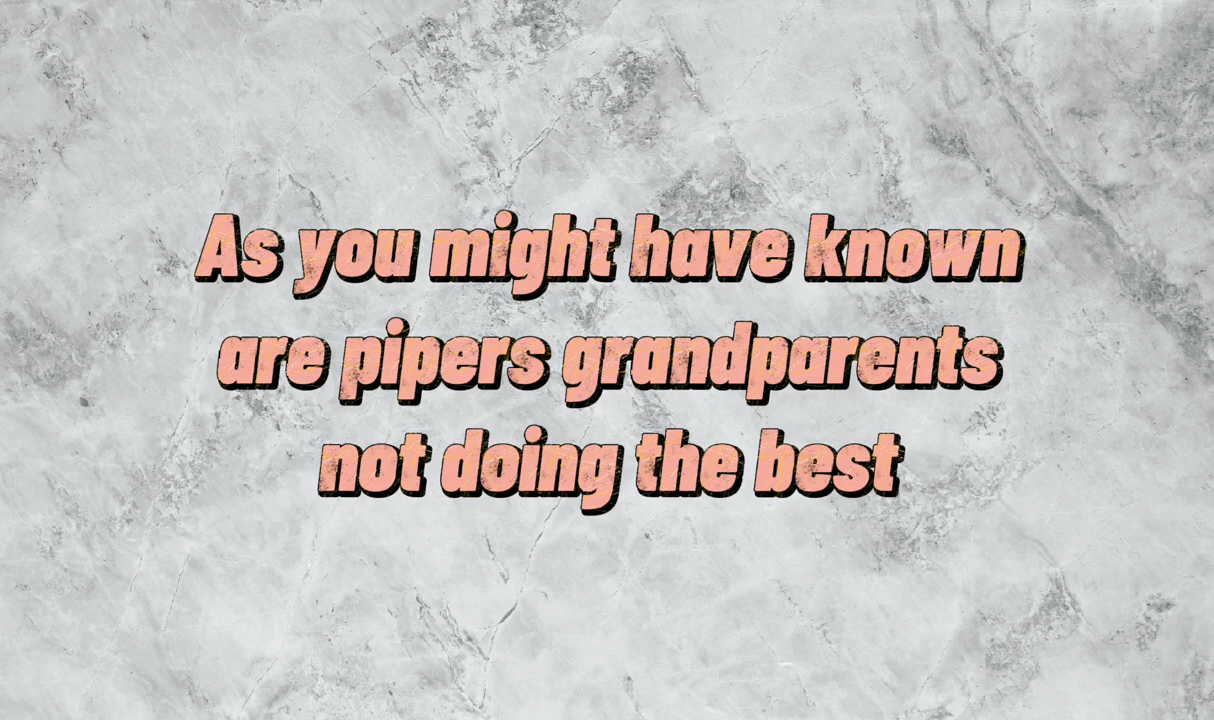 As you might have known
are pipers grandparents
not doing the best